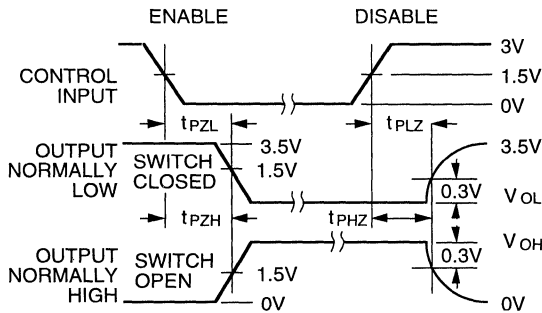 ENABLE DISABLE
3V
CONTROL INPUT 1.5V
0V
tPZL tPLZ
OUTPUT NORMALLY LOW
SWITCH CLOSED
3.5V
1.5V
3.5V
0.3V
VOL
tPZH tPHZ
OUTPUT NORMALLY HIGH
SWITCH OPEN
1.5V
0V
VOH
0.3V
0V